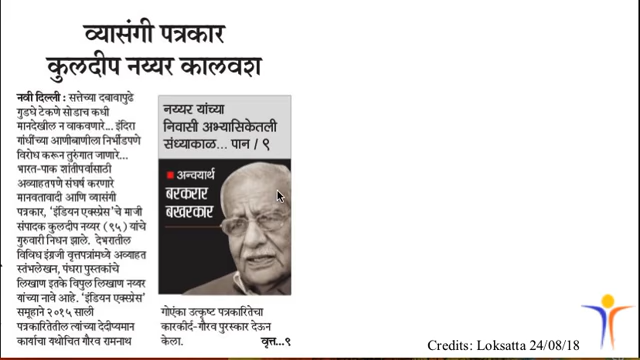 व्यासंगी पत्रकार
कुलदीप नय्यर कालवश
नवी दिल्ली : सत्तेच्या दबावापुढे
गुडघे टेकणे सोडाच कधी
मानदेखील न वाकवणारे... इंदिरा
गांधींच्या आणीबाणीला निर्भीडपणे
विरोध करून तुरुंगात जाणारे...
भारत-पाक शांतीपर्वासाठी
अव्याहतपणे संघर्ष करणारे
मानवतावादी आणि व्यासंगी
पत्रकार, 'इंडियन एक्स्प्रेस'चे माजी
संपादक कुलदीप नय्यर (९५) यांचे
गुरुवारी निधन झाले. देशभरातील
विविध इंग्रजी वृत्तपत्रांमध्ये अव्याहत
स्तंभलेखन, पंधरा पुस्तकांचे
लिखाण इतके विपुल लिखाण नय्यर
यांच्या नावे आहे. 'इंडियन एक्स्प्रेस'
समूहाने २०१५ साली
पत्रकारितेतील त्यांच्या देदीप्यमान
कार्याचा यथोचित गौरव रामनाथ
नय्यर यांच्या
निवासी अभ्यासिकेतली
संध्याकाळ... पान / ९
अन्वयार्थ
बरकरार
बखरकार
गोएंका उत्कृष्ट पत्रकारितेचा
कारकीर्द-गौरव पुरस्कार देऊन
केला. वृत्त...९
Credits: Loksatta 24/08/18